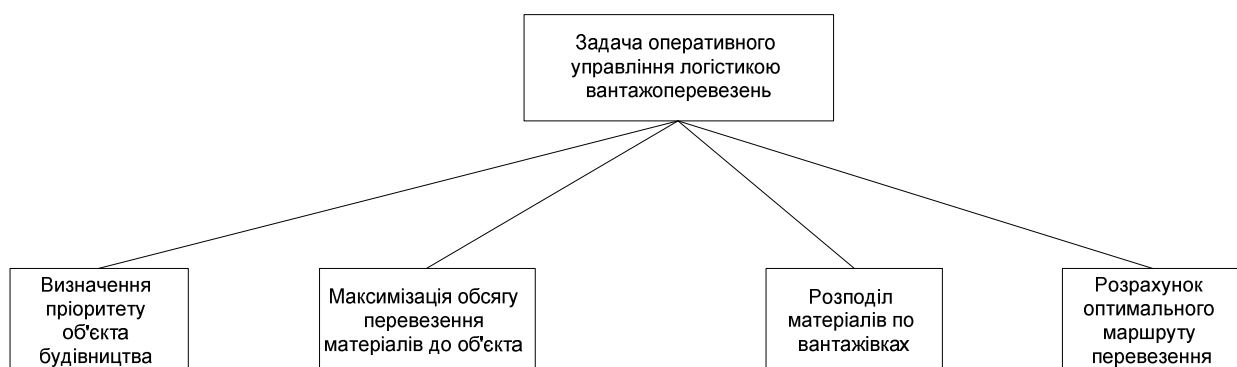 Задача оперативного
управління логістикою
вантажоперевезень
Визначення
пріоритету
об'єкта
будівництва
Максимізація обсягу
перевезення
матеріалів до об'єкта
Розподіл
матеріалів по
вантажівках
Розрахунок
оптимального
маршруту
перевезення